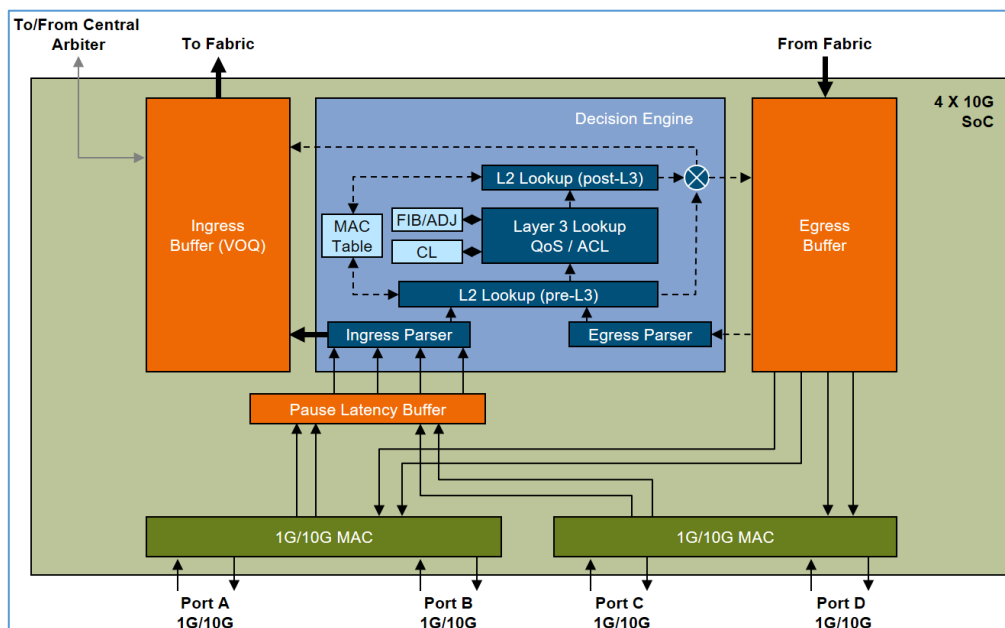 To/From Central
Arbiter
To Fabric
From Fabric
4 X 10G
SoC
Decision Engine
Ingress
Buffer (VOQ)
L2 Lookup (post-L3)
MAC
Table
FIB/ADJ
CL
Layer 3 Lookup
QoS / ACL
Egress
Buffer
L2 Lookup (pre-L3)
Ingress Parser
Egress Parser
Pause Latency Buffer
1G/10G MAC
1G/10G MAC
Port A
1G/10G
Port B
1G/10G
Port C
1G/10G
Port D
1G/10G